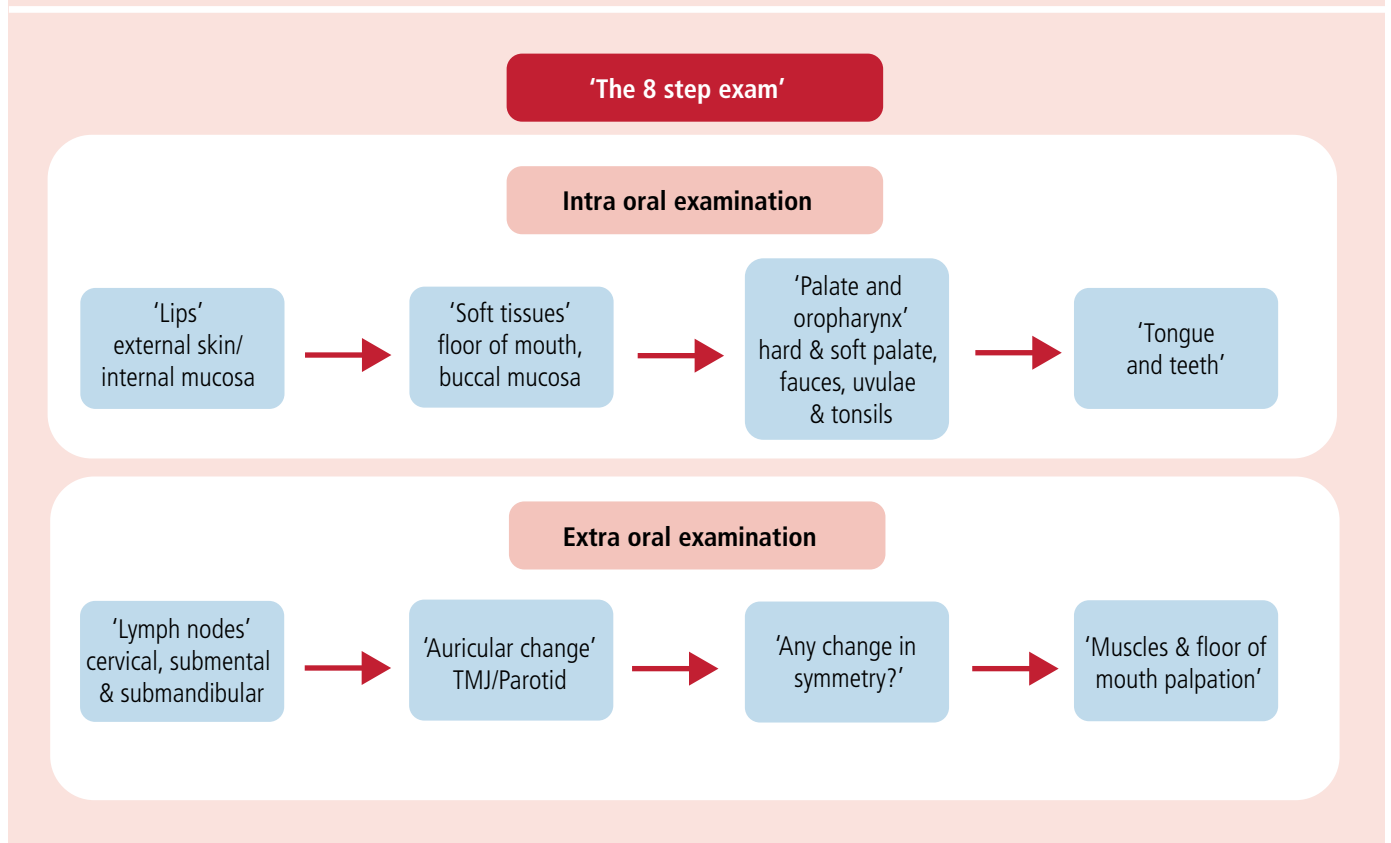 ‘The 8 step exam’
Intra oral examination
‘Lips’
external skin/
internal mucosa
‘Soft tissues’
floor of mouth,
buccal mucosa
‘Palate and
oropharynx’
hard & soft palate,
fauces, uvulae
& tonsils
‘Tongue
and teeth’
Extra oral examination
‘Lymph nodes’
cervical, submental
& submandibular
‘Auricular change’
TMJ/Parotid
‘Any change in
symmetry?’
‘Muscles & floor of
mouth palpation’